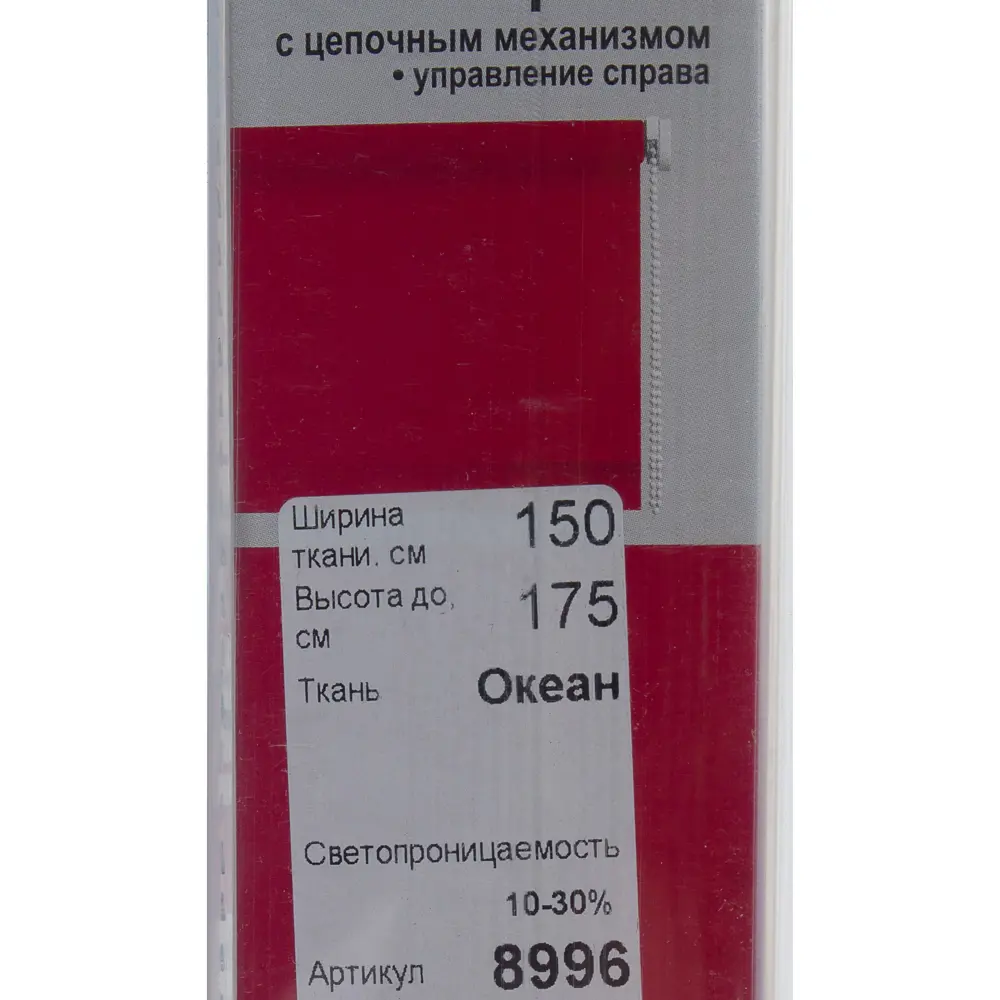 с цепочным механизмом
• управление справа
Ширина 150
ткани. см
Высота до, 175
см
Ткань Океан
Светопроницаемость
10-30%
Артикул 8996